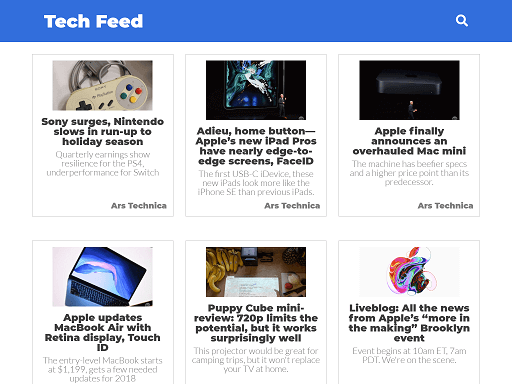 Tech Feed
Sony surges, Nintendo
slows in run-up to
holiday season
Quarterly earnings show
resilience for the PS4,
underperformance for Switch
Ars Technica
Adieu, home button—
Apple's new iPad Pros
have nearly edge-to-
edge screens, FaceID
The first USB-C iDevice, these
new iPads look more like the
iPhone SE than previous iPads.
Ars Technica
Apple finally
announces an
overhauled Mac mini
The machine has beefier specs
and a higher price point than its
predecessor.
Ars Technica
Apple updates
MacBook Air with
Retina display, Touch
ID
The entry-level MacBook starts
at $1,199, gets a few needed
updates for 2018
Puppy Cube mini-
review: 720p limits the
potential, but it works
surprisingly well
This projector would be great for
camping trips, but it won't replace
your TV at home.
Liveblog: All the news
from Apple's “more in
the making” Brooklyn
event
Event begins at 10am ET, 7am
PDT. We're on the scene.